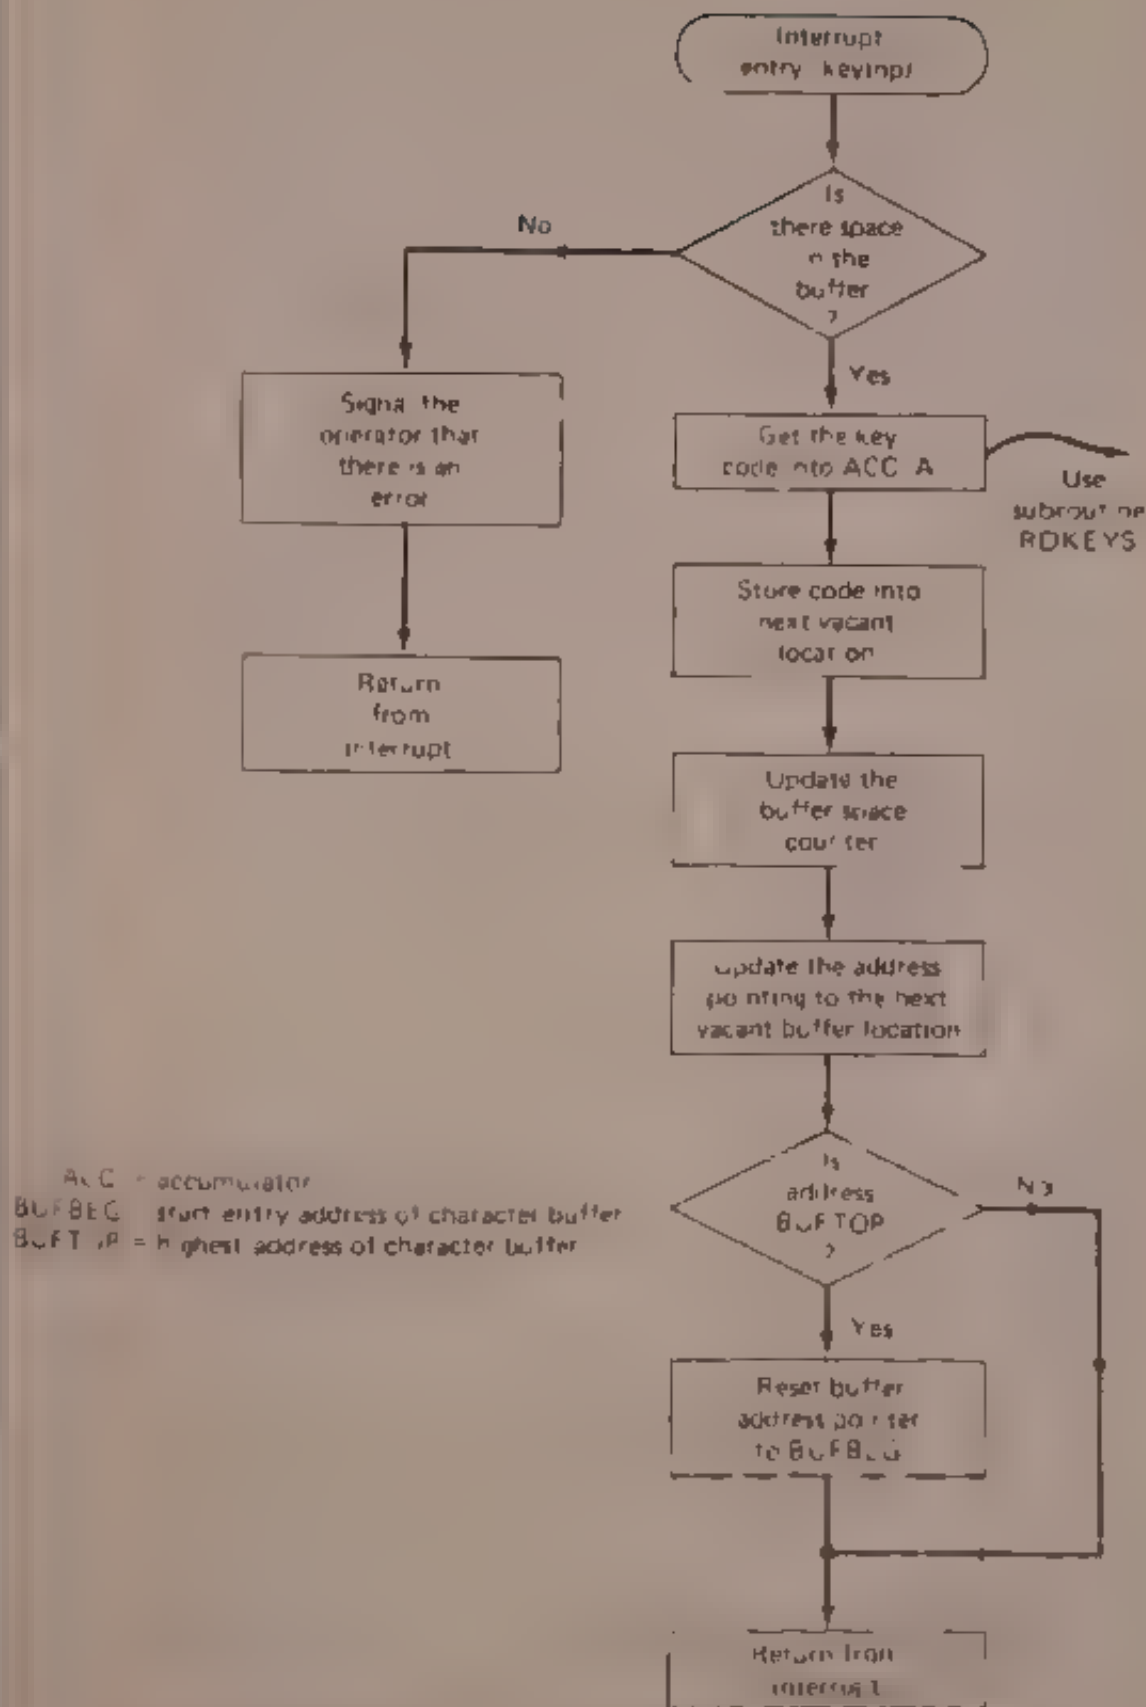 Interrupt
entry
Is
there space
in the
buffer
?
No
Yes
Signal the
operator that
there is an
error
Return
from
interrupt
Get the key
code into ACC A
Use
subroutine
RDKEYS
Store code into
next vacant
location
Update the
buffer space
counter
Update the address
pointing to the next
vacant buffer location
Is
address
BUFTOP
?
No
Yes
ACC = accumulator
BUFBEG = start entry address of character buffer
BUFTOP = highest address of character buffer
Reset buffer
address pointer
to BUFBEG
Return from
interrupt